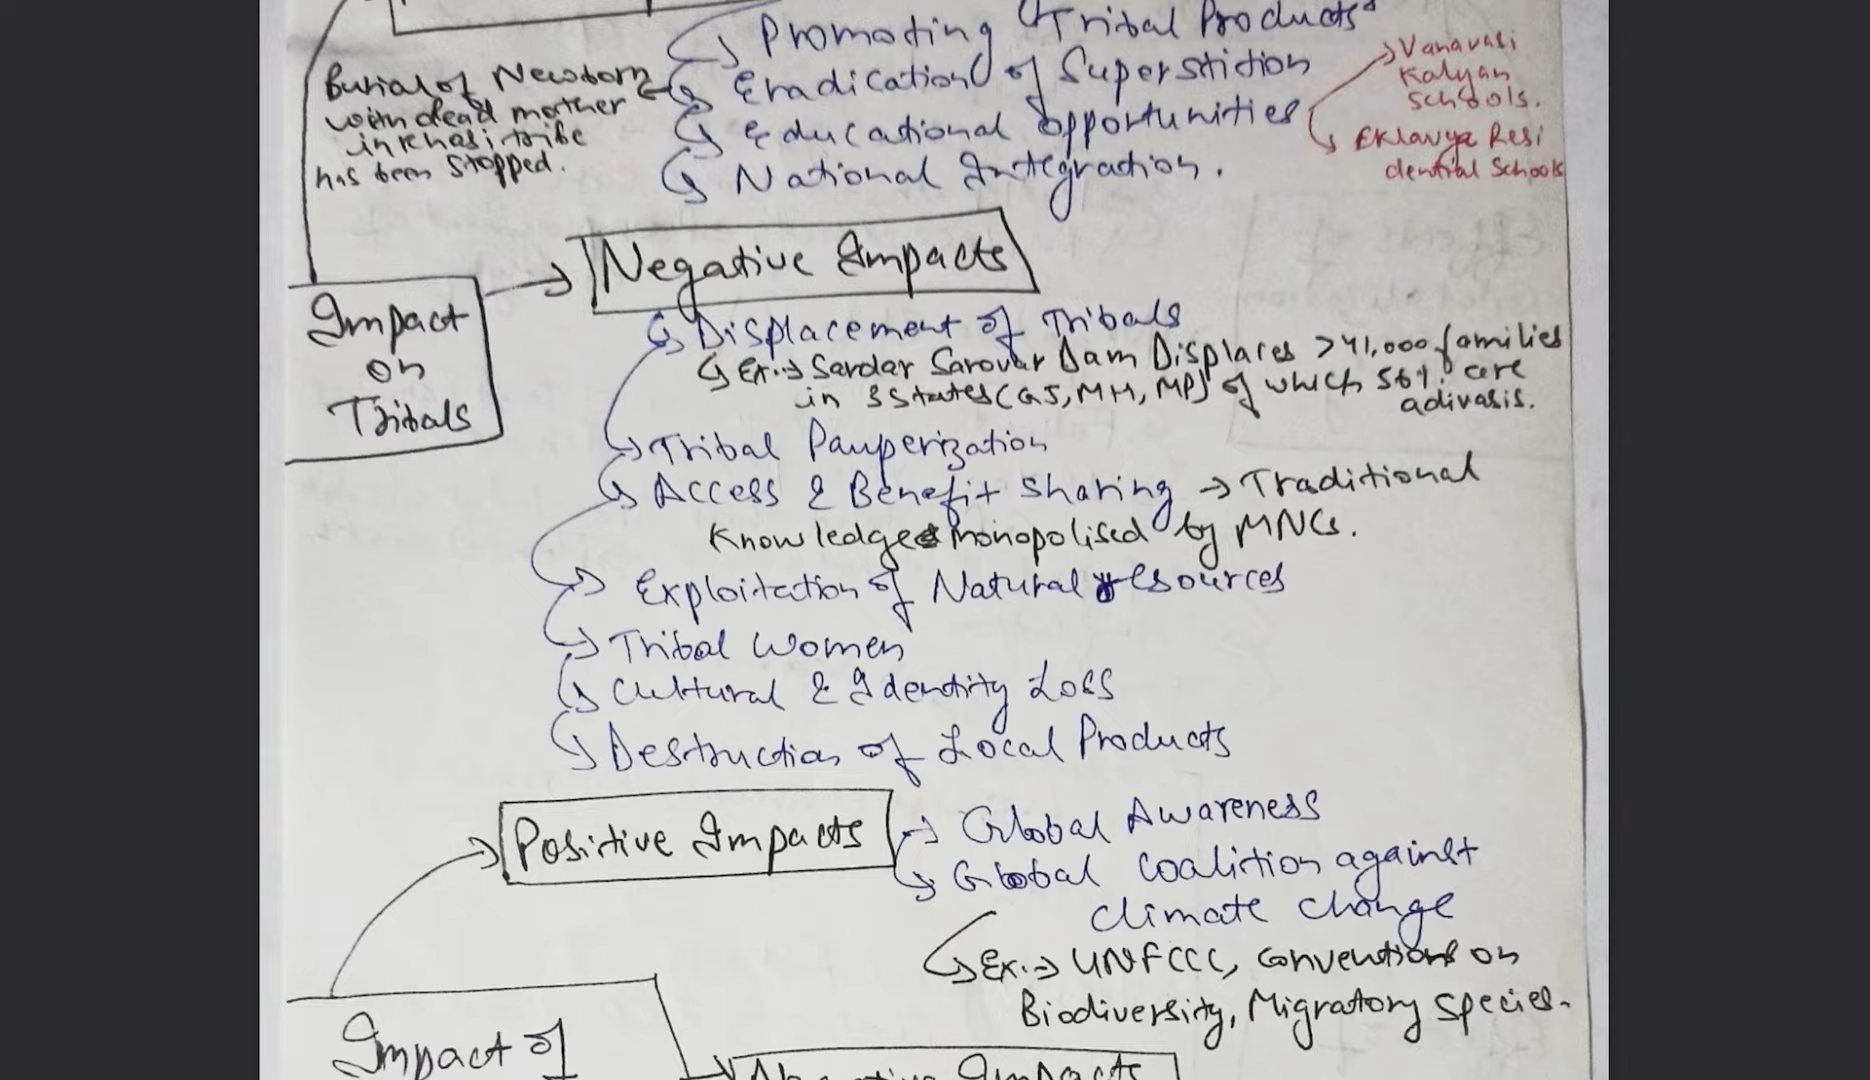 Promoting "Tribal Products"
Eradication of Superstition
Educational opportunities
National Integration.
Burial of Newborn
with dead mother
in Khasi tribe
has been stopped.
Vanavasi
Kalyan
Schools.
Eklavya Resi
dential Schools
Impact
on
Tribals
Negative Impacts
Displacement of Tribals
Ex:→ Sardar Sarovar Dam Displaces >41,000 families
in 3 states (GJ, MH, MP) of which 56% are
adivasis.
Tribal Pauperization
Access & Benefit Sharing → Traditional
Knowledge monopolised by MNCs.
Exploitation of Natural resources
Tribal Women
Cultural & Identity Loss
Destruction of Local Products
Positive Impacts
Global Awareness
Global coalition against
climate change
Ex:→ UNFCCC, Conventions on
Biodiversity, Migratory Species.
Impact of
Impacts